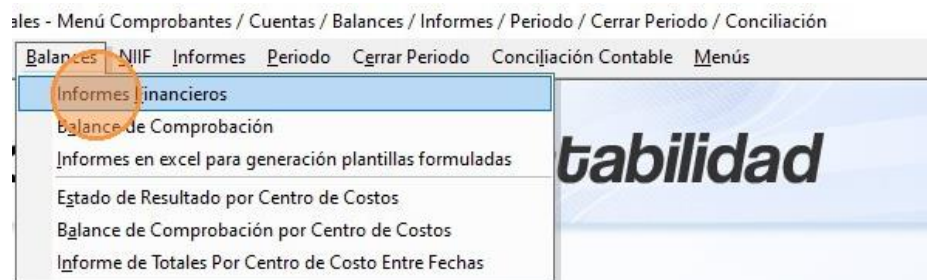 ales - Menú Comprobantes / Cuentas / Balances / Informes / Periodo / Cerrar Periodo / Conciliación
Balances NIIF Informes Periodo Cerrar Periodo Conciliación Contable Menús
Informes Financieros
Balance de Comprobación
Informes en excel para generación plantillas formuladas
tabilidad
Estado de Resultado por Centro de Costos
Balance de Comprobación por Centro de Costos
Informe de Totales Por Centro de Costo Entre Fechas